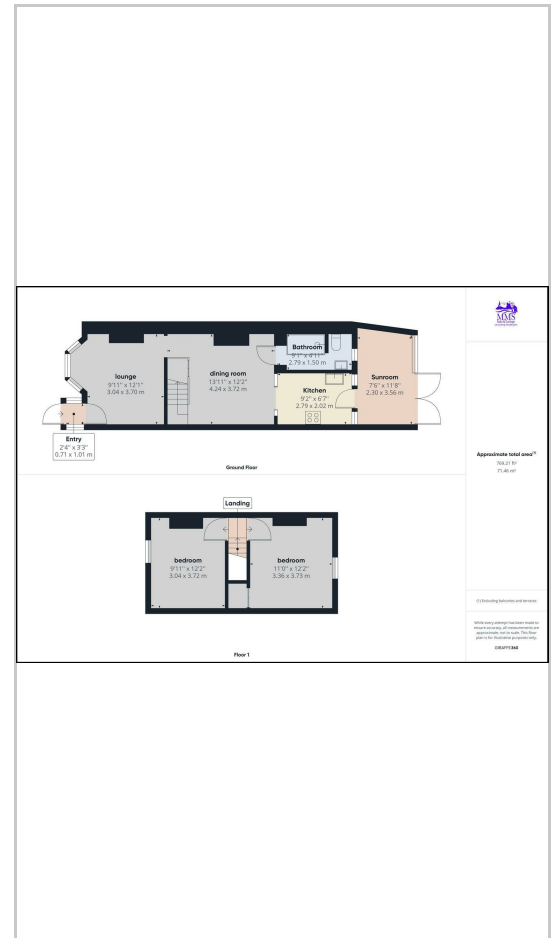 MMS
lounge
9'11" x 12'1"
3.04 x 3.70 m
dining room
13'11" x 12'2"
4.24 x 3.72 m
Bathroom
9'1" x 4'11"
2.79 x 1.50 m
Kitchen
9'2" x 6'7"
2.79 x 2.02 m
Sunroom
7'6" x 11'8"
2.30 x 3.56 m
Entry
2'4" x 3'3"
0.71 x 1.01 m
Ground Floor
Approximate total area(1)
769.21 ft²
71.46 m²
Landing
bedroom
9'11" x 12'2"
3.04 x 3.72 m
bedroom
11'0" x 12'2"
3.36 x 3.73 m
Floor 1
(1) Excluding balconies and terraces
While every attempt has been made to
ensure accuracy, all measurements are
approximate, not to scale. This floor
plan is for illustrative purposes only.
GIRAFFE360